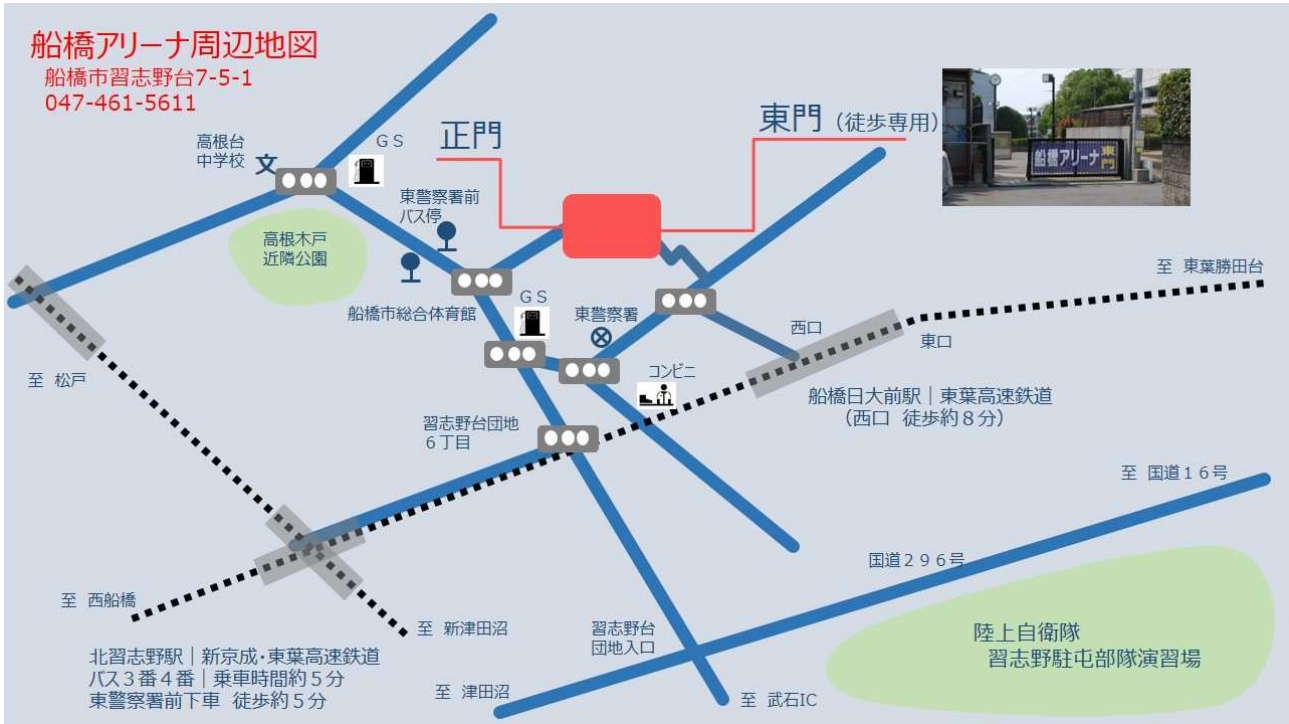 船橋アリーナ周辺地図
船橋市習志野台7-5-1
047-461-5611
高根台
中学校
文
GS
正門
東門（徒歩専用）
船橋アリーナ
東門
東警察署前
バス停
高根木戸
近隣公園
船橋市総合体育館
GS
東警察署
コンビニ
西口
東口
至 東葉勝田台
船橋日大前駅｜東葉高速鉄道
（西口 徒歩約８分）
至 松戸
習志野台団地
６丁目
至 国道１６号
国道２９６号
至 西船橋
至 新津田沼
北習志野駅｜新京成・東葉高速鉄道
バス３番４番｜乗車時間約５分
東警察署前下車 徒歩約５分
習志野台
団地入口
至 津田沼
至 武石IC
陸上自衛隊
習志野駐屯部隊演習場